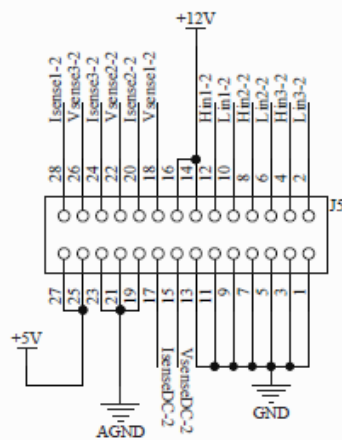 +12V
Isense1-2
Vsense3-2
Isense3-2
Vsense2-2
Isense2-2
Vsense1-2
Hin1-2
Lin1-2
Hin2-2
Lin2-2
Hin3-2
Lin3-2
28
26
24
22
20
18
16
14
12
10
8
6
4
2
J5
27
25
23
21
19
17
15
13
11
9
7
5
3
1
+5V
IsenseDC-2
VsenseDC-2
AGND
GND